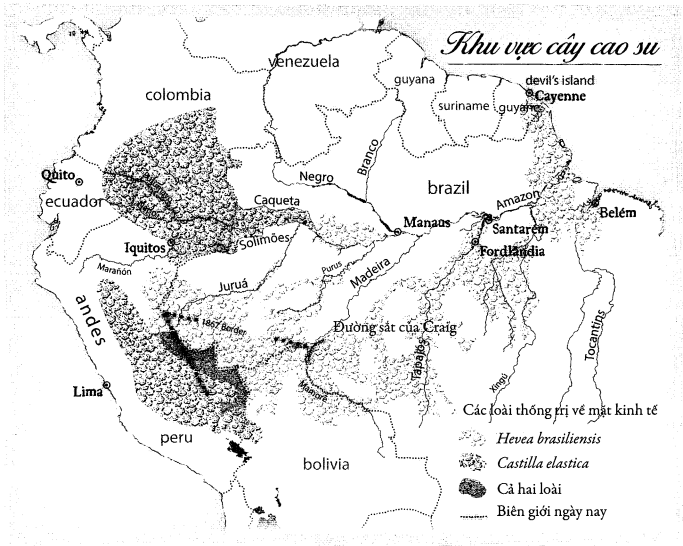 Khu vực cây cao su
venezuela
guyana
devil's island
Cayenne
suriname
guyane
colombia
Branco
Negro
Quito
ecuador
brazil
Amazon
Caqueta
Manaus
Belém
Santarém
Iquitos
Solimões
Fordlândia
Marañón
Purus
Madeira
Juruá
andes
1867 Border
Đường sắt của Craig
Tapajós
Tocantins
Xingú
Lima
Mamoré
peru
bolivia
Các loài thống trị về mặt kinh tế
Hevea brasiliensis
Castilla elastica
Cả hai loài
Biên giới ngày nay